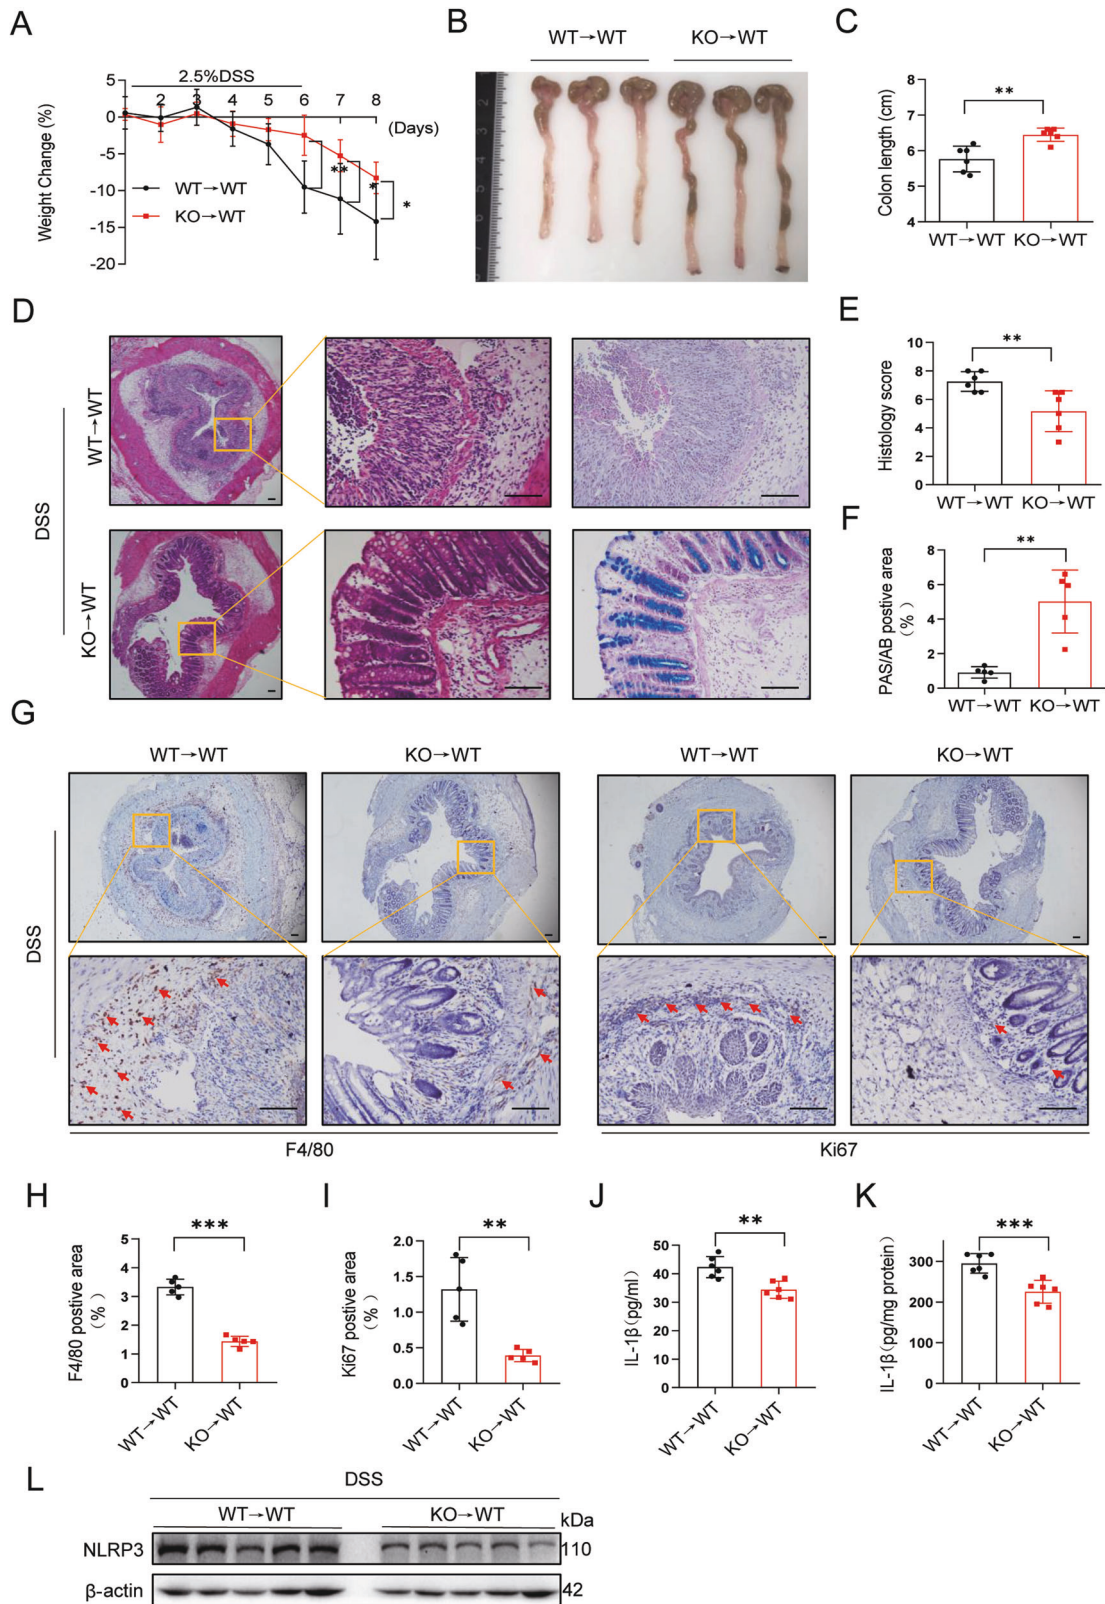 A
2.5%DSS
5
0
-5
-10
-15
-20
2
3
4
5
6
7
8
(Days)
Weight Change (%)
WT→WT
KO→WT
**
*
*
B
WT→WT
KO→WT
2
3
4
5
6
7
C
Colon length (cm)
8
7
6
5
4
**
WT→WT
KO→WT
D
DSS
WT→WT
KO→WT
E
Histology score
10
8
6
4
2
0
**
WT→WT
KO→WT
F
PAS/AB postive area
(%)
8
6
4
2
0
**
WT→WT
KO→WT
G
WT→WT
KO→WT
WT→WT
KO→WT
DSS
F4/80
Ki67
H
F4/80 postive area
(%)
5
4
3
2
1
0
***
WT→WT
KO→WT
I
Ki67 postive area
(%)
2.0
1.5
1.0
0.5
0.0
**
WT→WT
KO→WT
J
IL-1β(pg/ml)
50
40
30
20
10
0
**
WT→WT
KO→WT
K
IL-1β(pg/mg protein)
400
300
200
100
0
***
WT→WT
KO→WT
L
DSS
WT→WT
KO→WT
kDa
NLRP3
110
β-actin
42